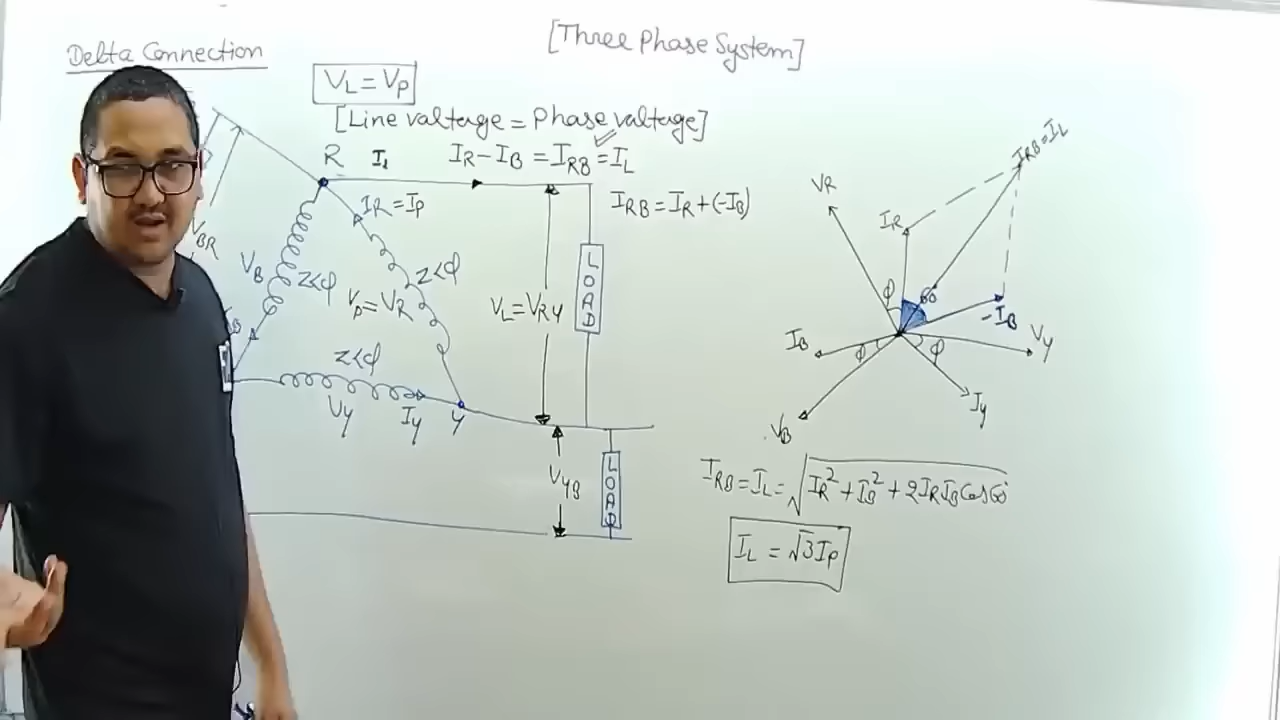 [Three Phase System]
Delta Connection
VL = VP
[Line valtage = Phase valtage]
R I1 IR - IB = IRB = IL
IR = IP
IRB = IR + (-IB)
VBR
VB
Z<φ
Z<φ
VP = VR
VL = VRY
LOAD
Z<φ
VY
IY
Y
VYB
LOAD
IRB = IL
VR
IR
φ
60
-IB
IB
φ
φ
VY
IY
VB
IRB = IL = √IR² + IB² + 2IRIB Cos60
IL = √3 IP